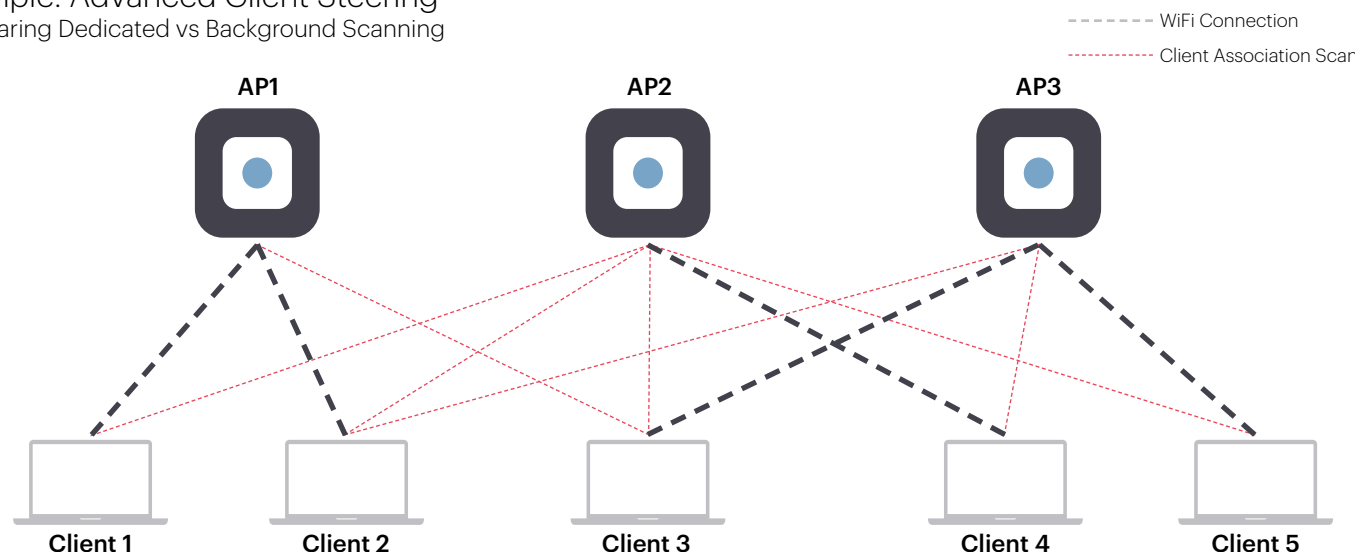 Advanced Client Steering
Dedicated vs Background Scanning
WiFi Connection
Client Association Scan
AP1
AP2
AP3
Client 1
Client 2
Client 3
Client 4
Client 5